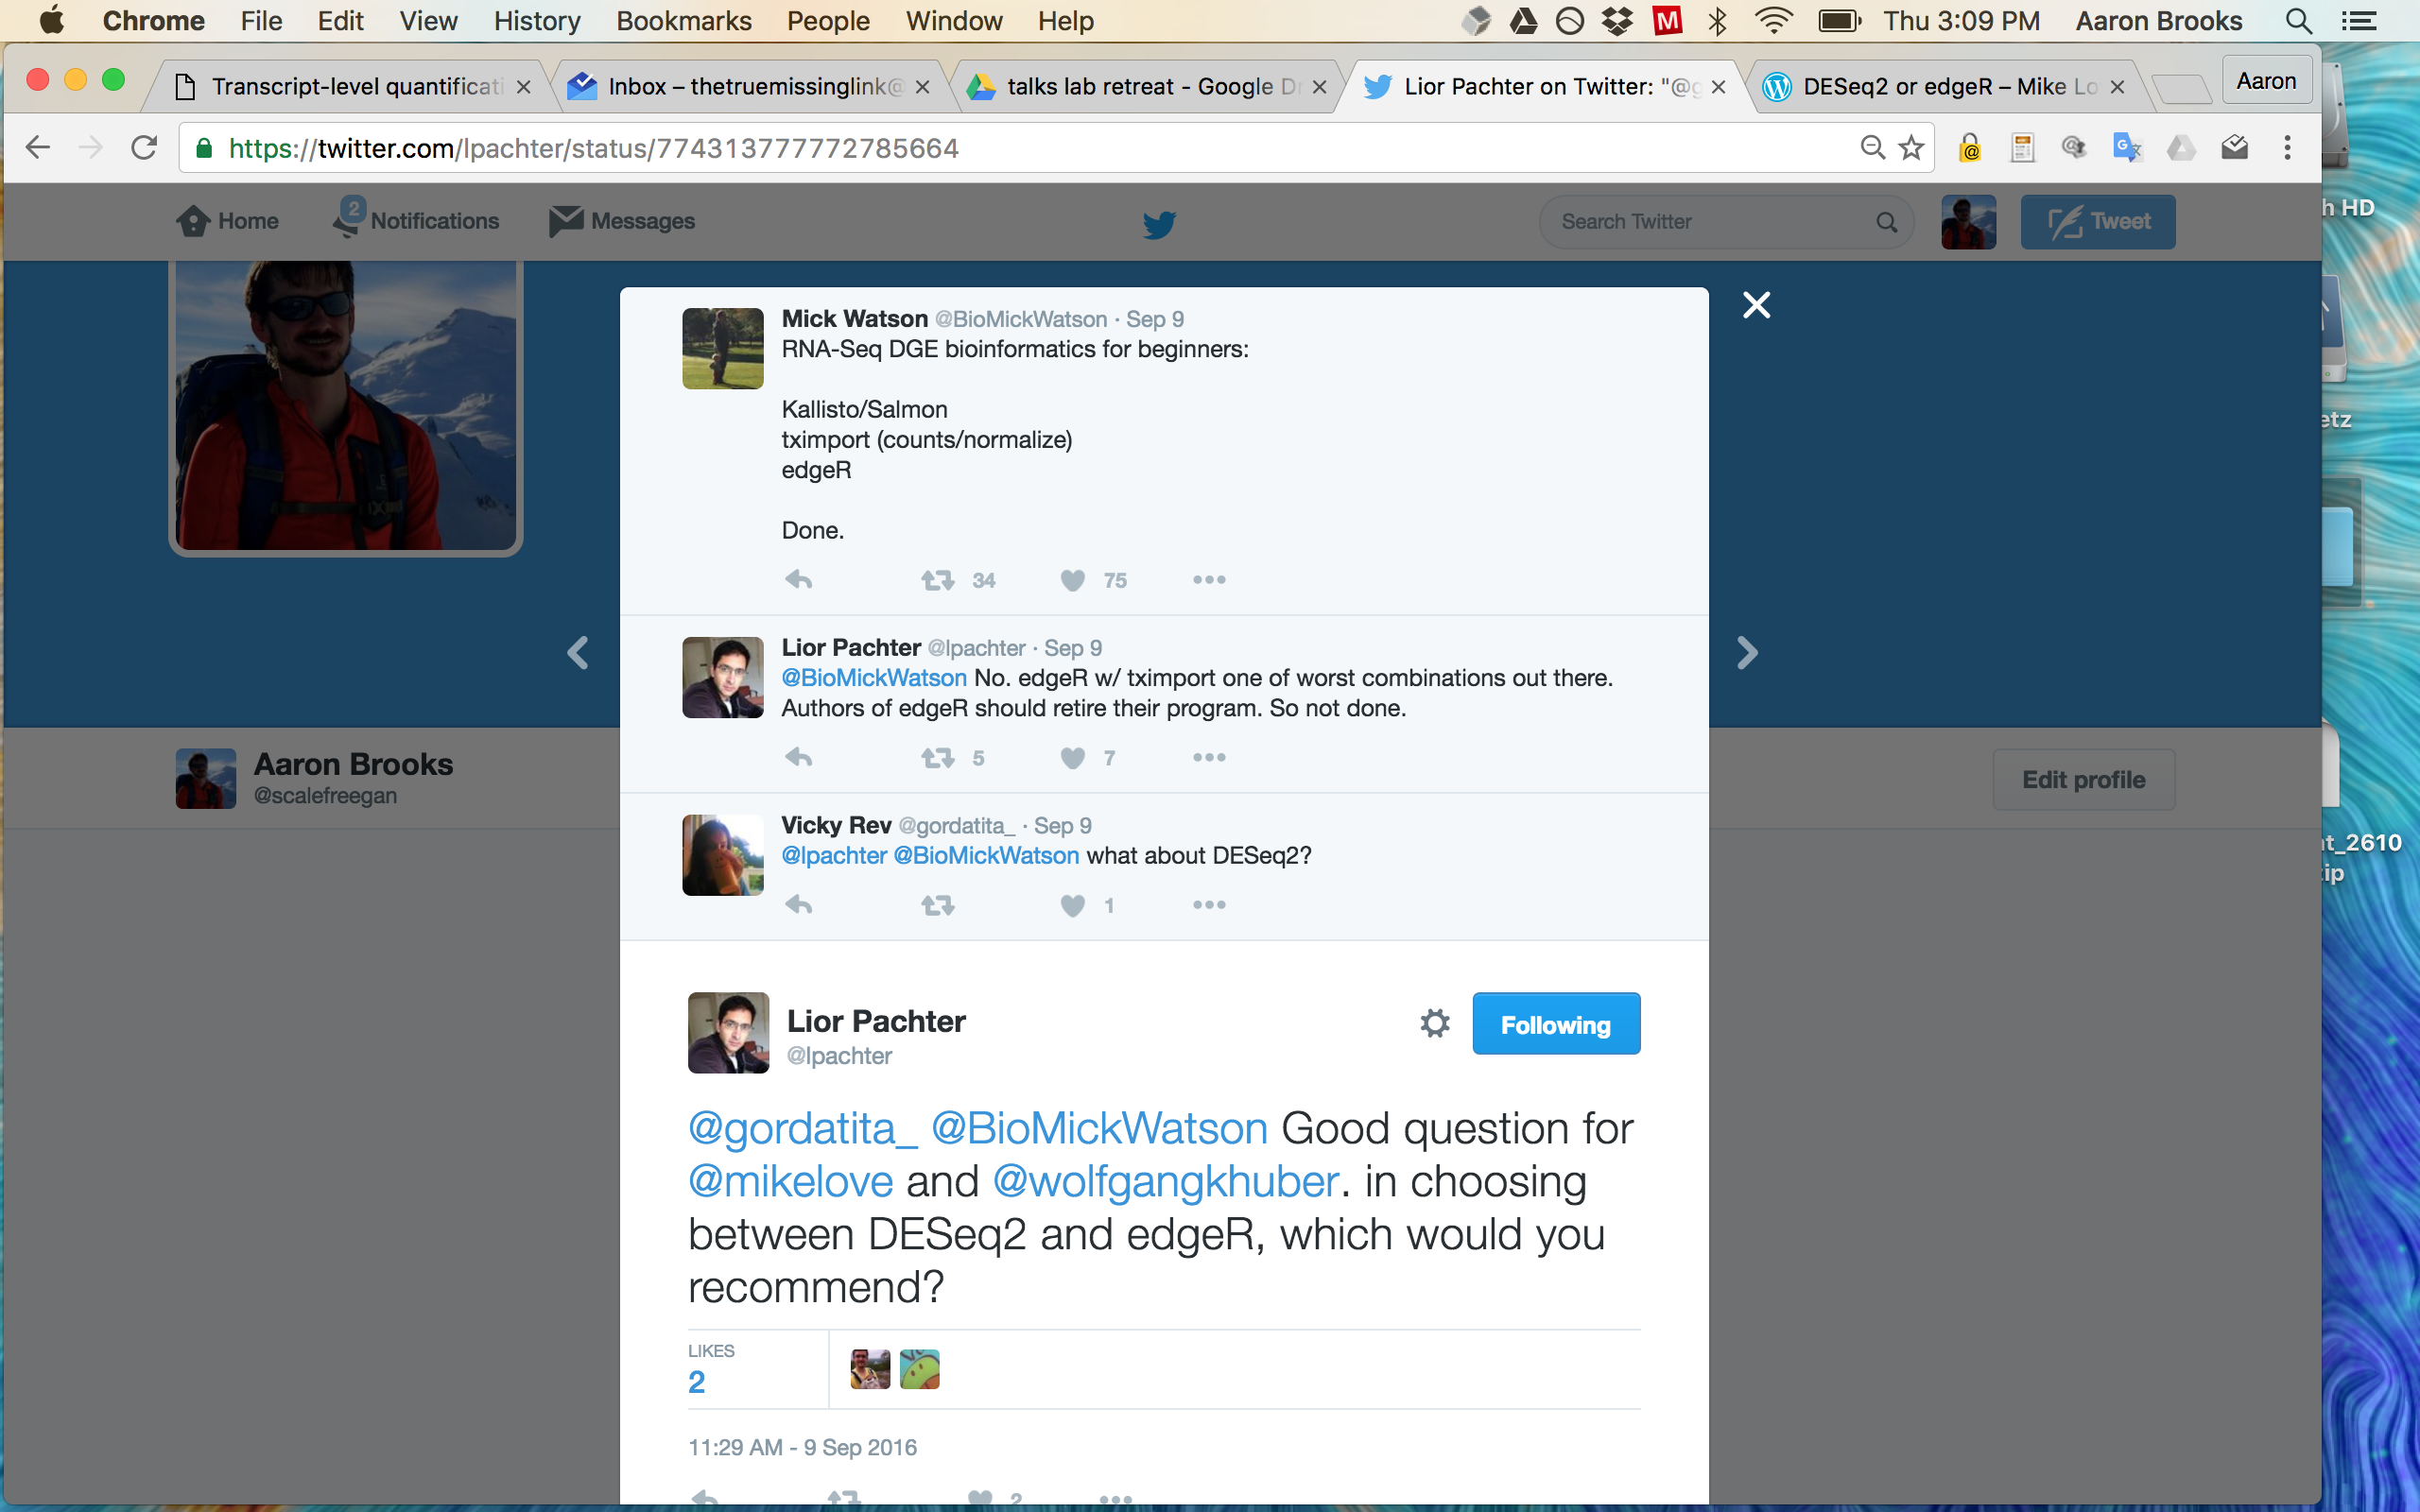 Chrome File Edit View History Bookmarks People Window Help Thu 3:09 PM Aaron Brooks
Transcript-level quantificati
Inbox – thetruemissinglink@
talks lab retreat - Google Dr
Lior Pachter on Twitter: "@g
DESeq2 or edgeR – Mike Lo
Aaron
https://twitter.com/lpachter/status/774313777772785664
Home 2 Notifications Messages Search Twitter Tweet
h HD
Mick Watson @BioMickWatson · Sep 9
RNA-Seq DGE bioinformatics for beginners:
Kallisto/Salmon
tximport (counts/normalize)
edgeR
Done.
34 75
etz
Lior Pachter @lpachter · Sep 9
@BioMickWatson No. edgeR w/ tximport one of worst combinations out there.
Authors of edgeR should retire their program. So not done.
5 7
Aaron Brooks
@scalefreegan
Edit profile
Vicky Rev @gordatita_ · Sep 9
@lpachter @BioMickWatson what about DESeq2?
1
t_2610
ip
Lior Pachter
@lpachter
Following
@gordatita_ @BioMickWatson Good question for
@mikelove and @wolfgangkhuber. in choosing
between DESeq2 and edgeR, which would you
recommend?
LIKES
2
11:29 AM - 9 Sep 2016
2